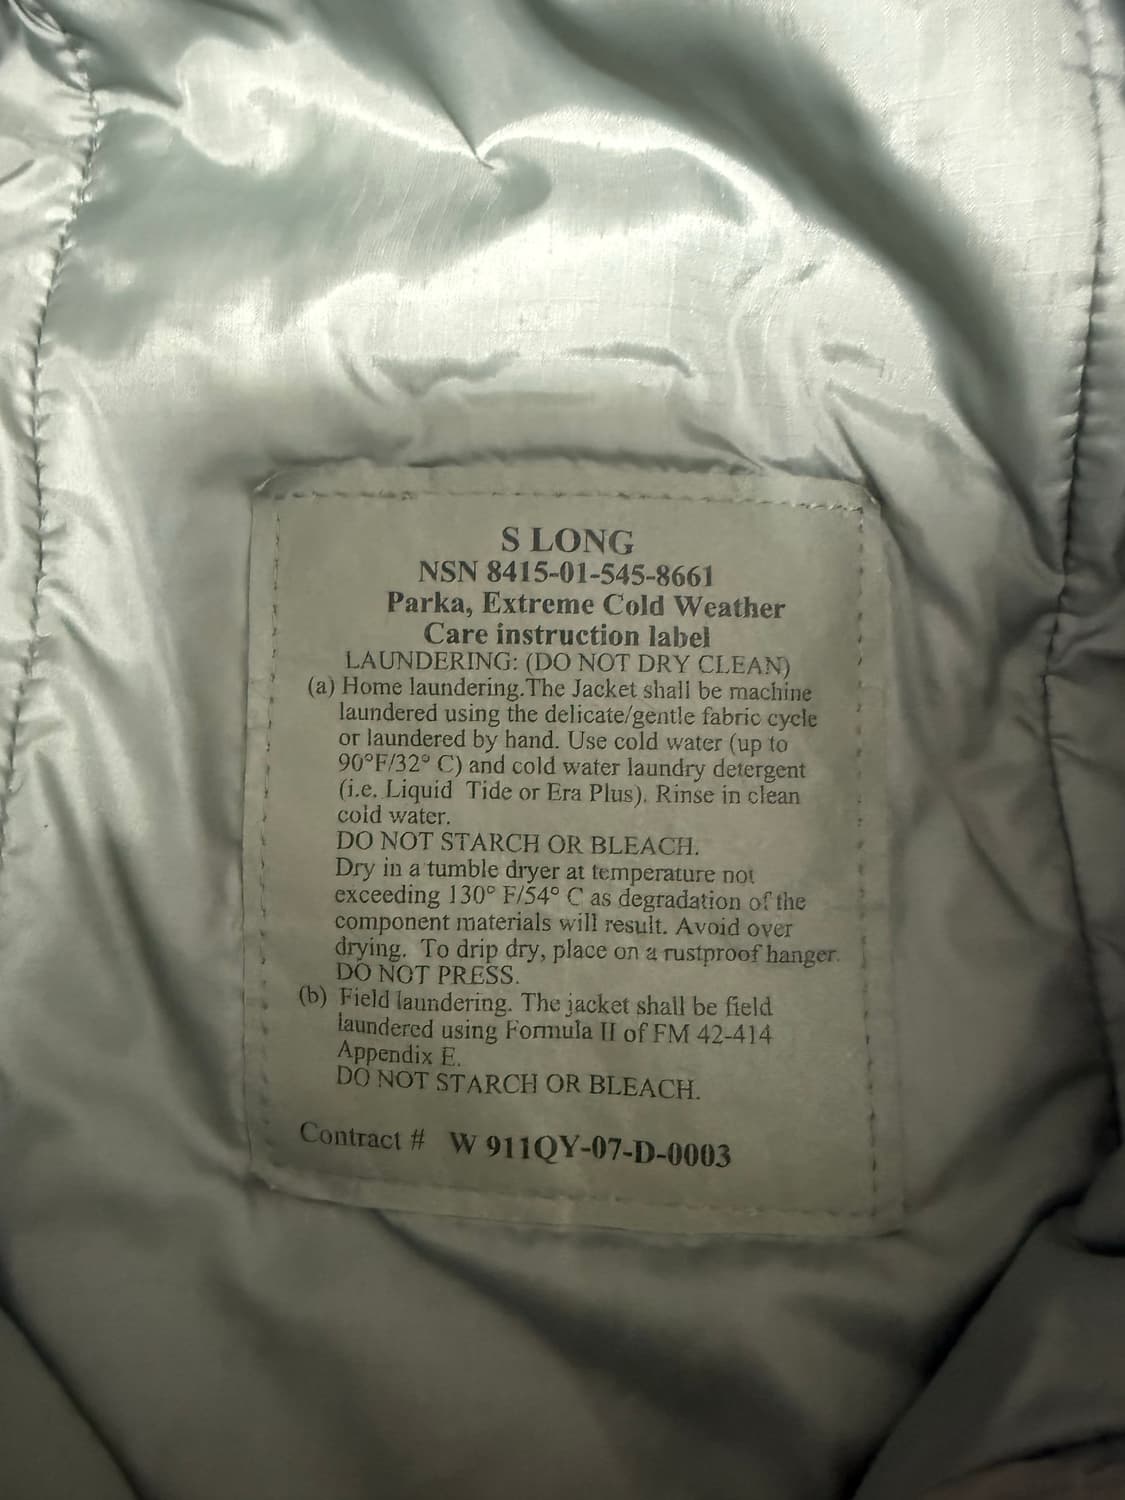 S LONG
NSN 8415-01-545-8661
Parka, Extreme Cold Weather
Care instruction label
LAUNDERING: (DO NOT DRY CLEAN)
(a) Home laundering.The Jacket shall be machine
laundered using the delicate/gentle fabric cycle
or laundered by hand. Use cold water (up to
90°F/32° C) and cold water laundry detergent
(i.e. Liquid Tide or Era Plus). Rinse in clean
cold water.
DO NOT STARCH OR BLEACH.
Dry in a tumble dryer at temperature not
exceeding 130° F/54° C as degradation of the
component materials will result. Avoid over
drying. To drip dry, place on a rustproof hanger.
DO NOT PRESS.
(b) Field laundering. The jacket shall be field
laundered using Formula II of FM 42-414
Appendix E.
DO NOT STARCH OR BLEACH.
Contract # W 911QY-07-D-0003